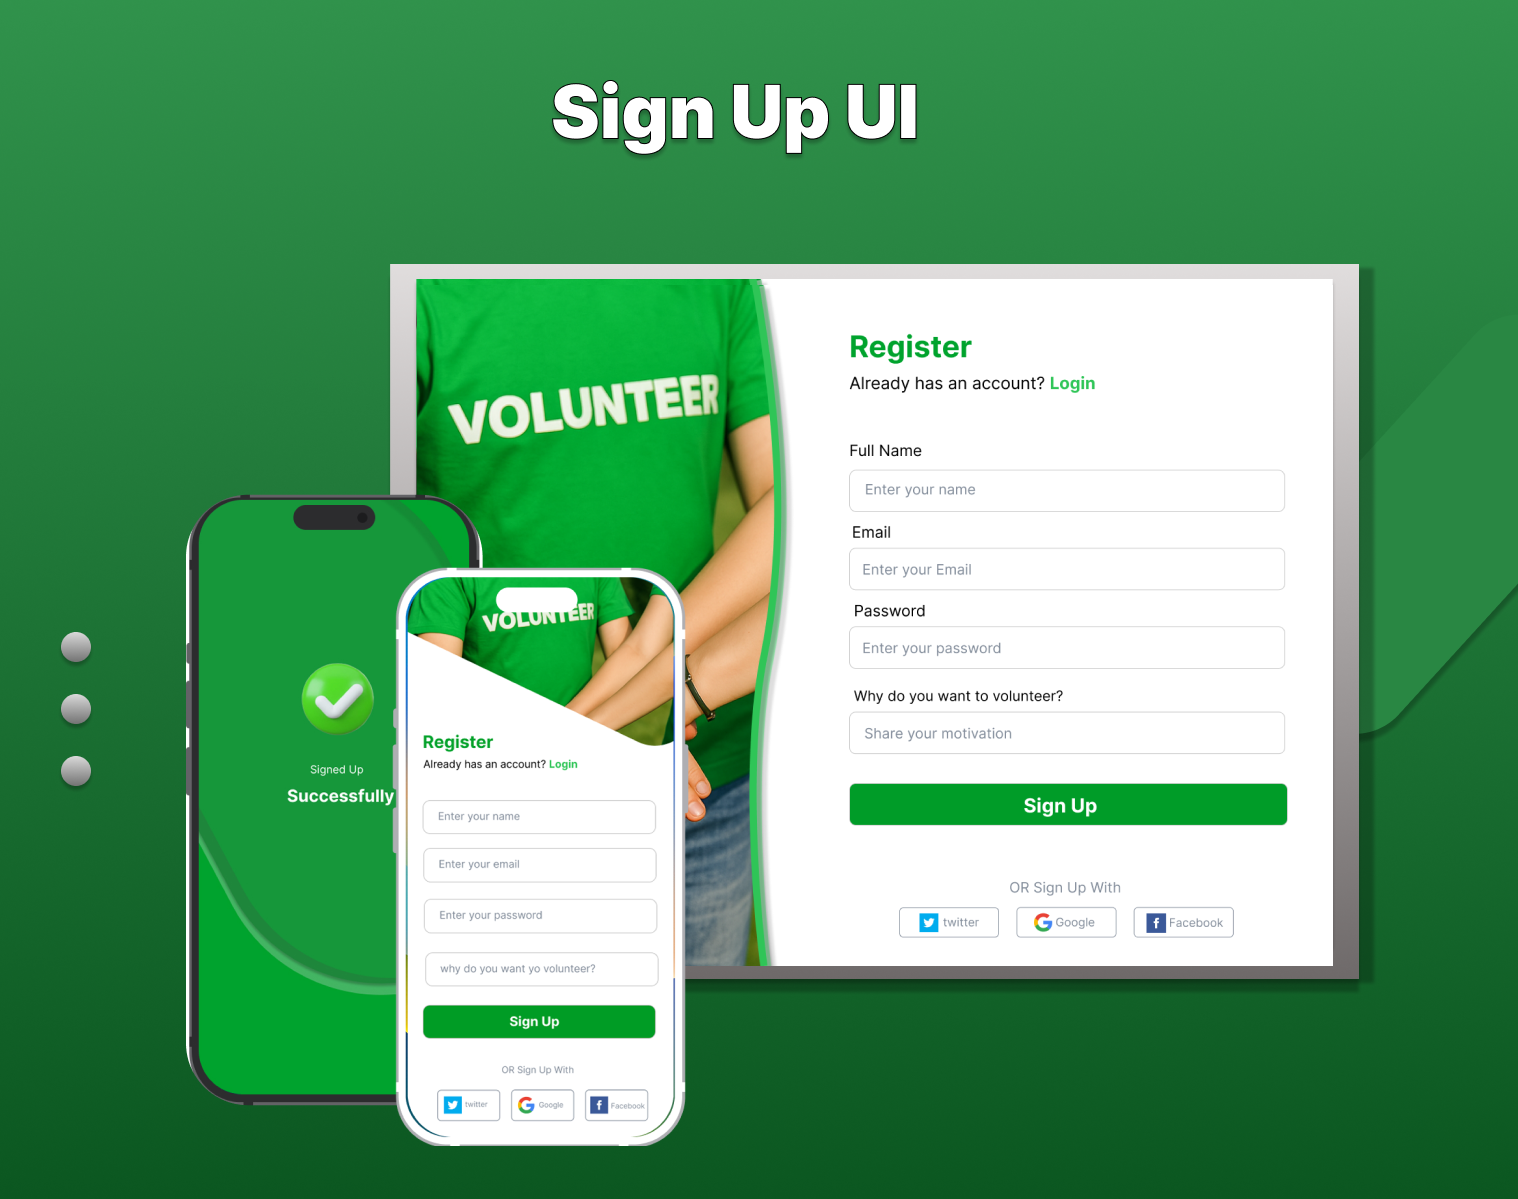 Sign Up UI
VOLUNTEER
Register
Already has an account? Login
Full Name
Enter your name
Email
Enter your Email
Password
Enter your password
Why do you want to volunteer?
Share your motivation
Sign Up
OR Sign Up With
twitter
Google
Facebook
Signed Up
Successfully
VOLUNTEER
Register
Already has an account? Login
Enter your name
Enter your email
Enter your password
why do you want yo volunteer?
Sign Up
OR Sign Up With
twitter
Google
Facebook